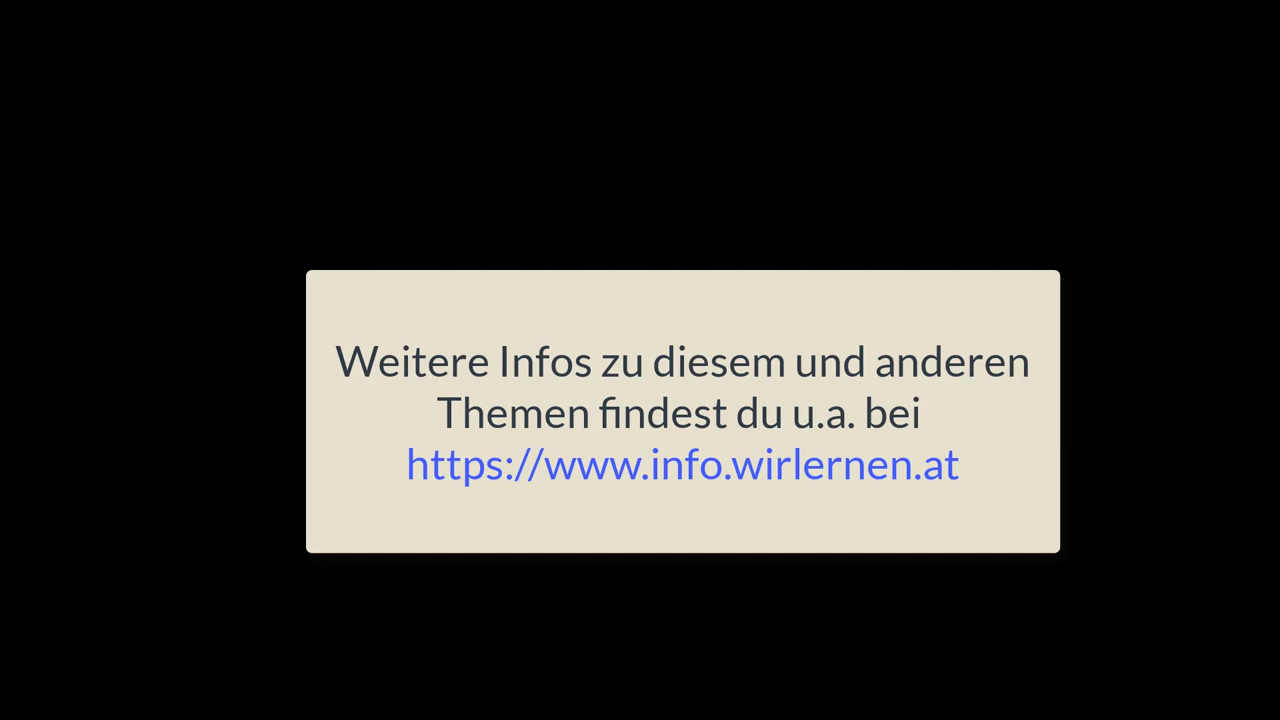 Weitere Infos zu diesem und anderen
Themen findest du u.a. bei
https://www.info.wirlernen.at